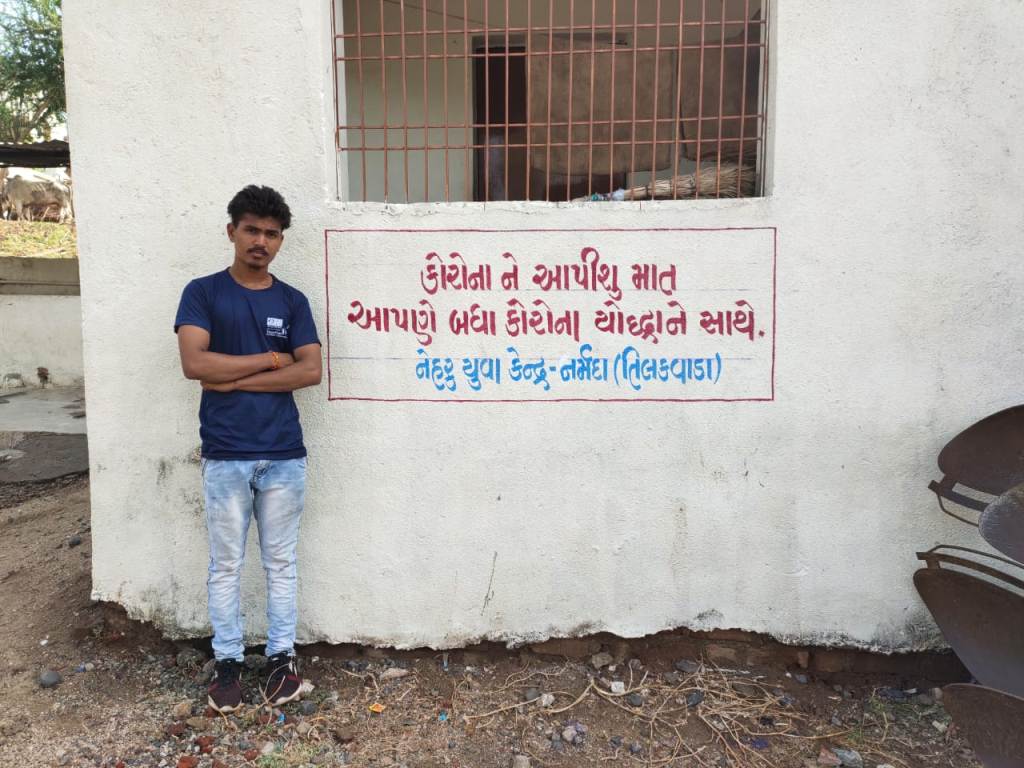 કોરોના ને આપીશુ માત
આપણે બધા કોરોના યોદ્ધાને સાથે.
નેહરુ યુવા કેન્દ્ર-નર્મદા (તિલકવાડા)